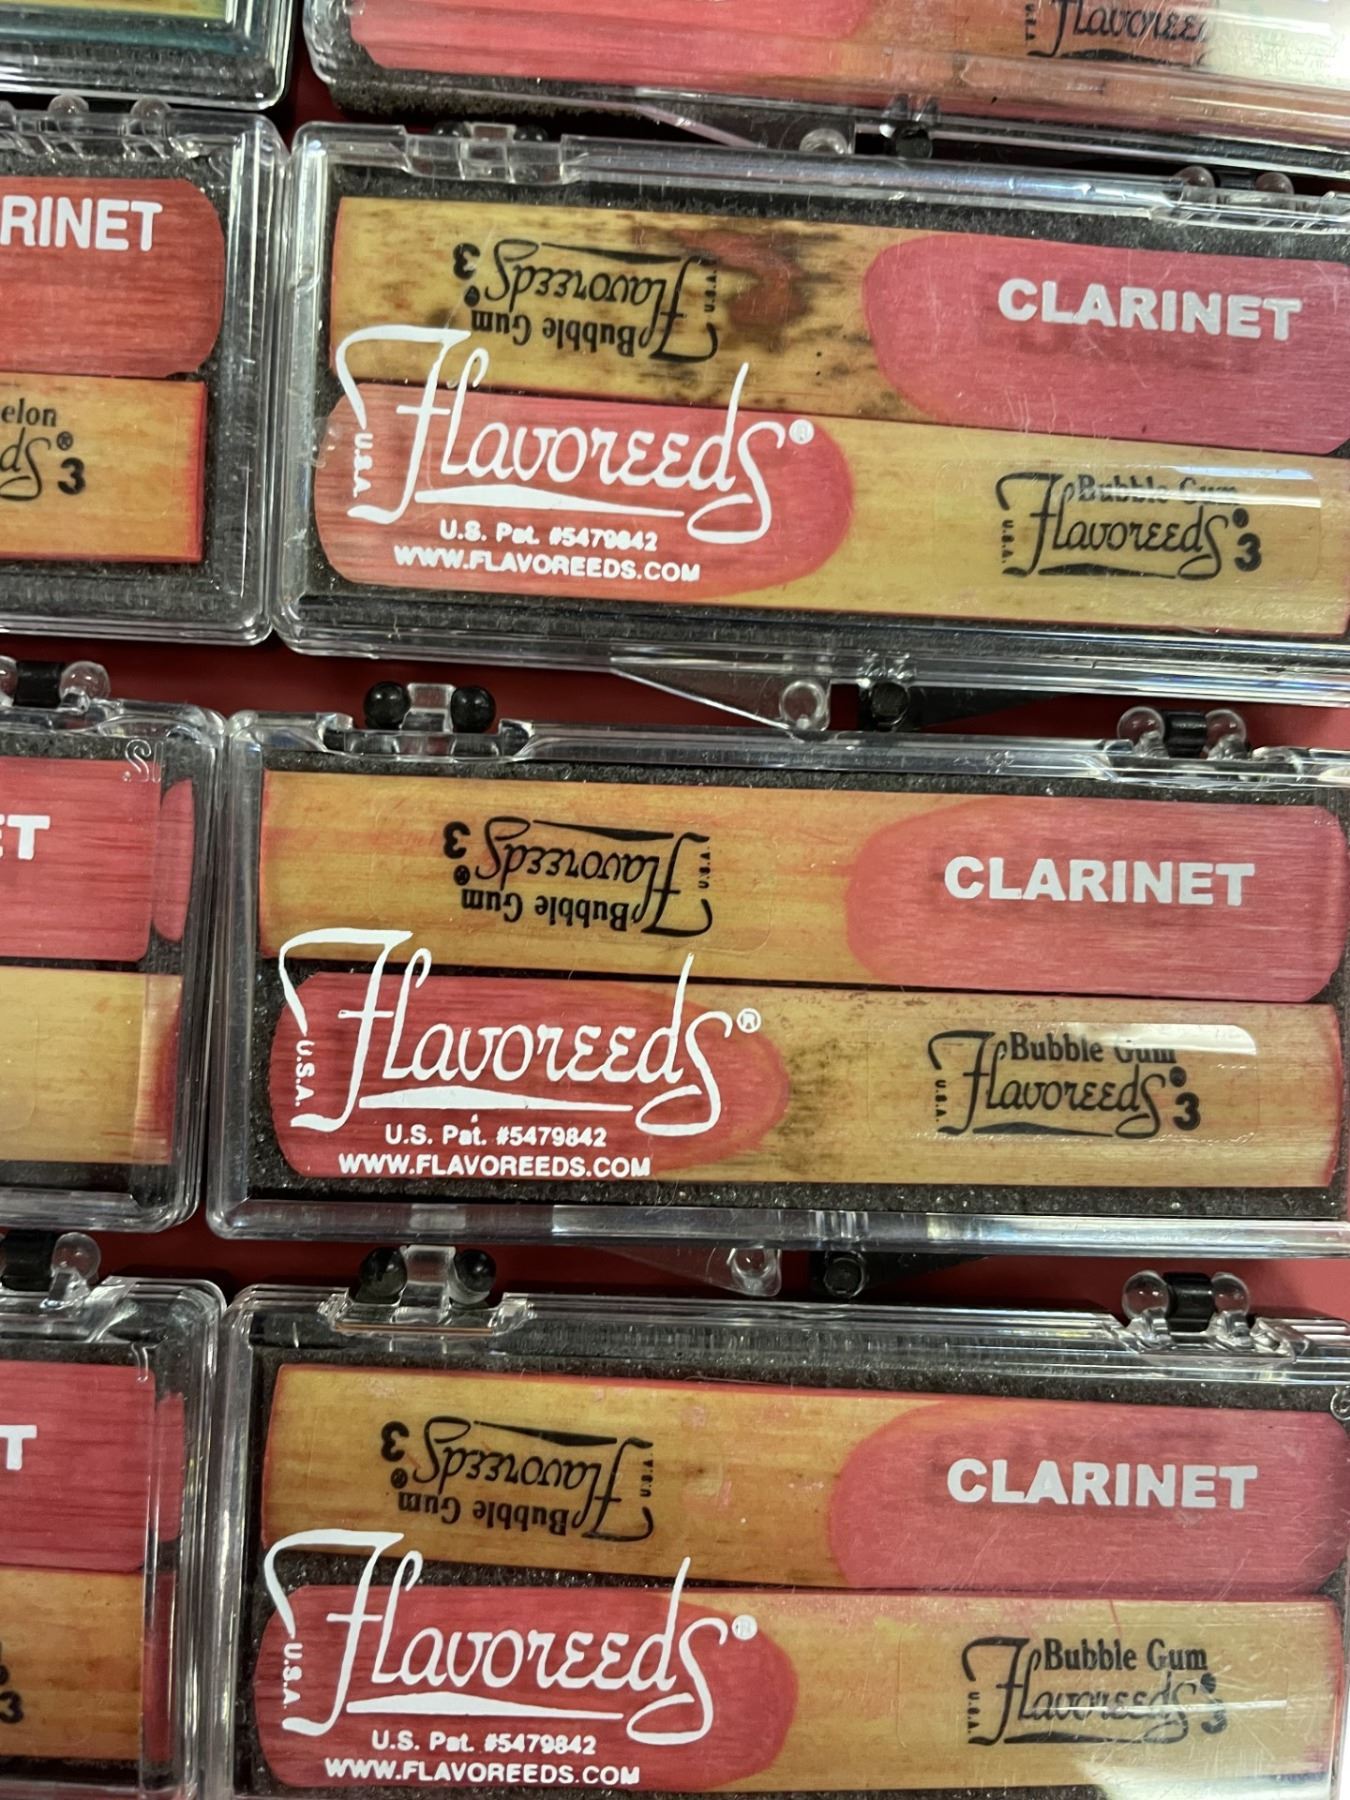 U.S.A.
Flavoreeds
RINET
elon
eds® 3
Bubble Gum
Flavoreeds® 3
U.S.A.
CLARINET
Flavoreeds®
U.S.A.
U.S. Pat. #5479842
WWW.FLAVOREEDS.COM
Bubble Gum
Flavoreeds® 3
U.S.A.
ET
Bubble Gum
Flavoreeds® 3
U.S.A.
CLARINET
Flavoreeds®
U.S.A.
U.S. Pat. #5479842
WWW.FLAVOREEDS.COM
Bubble Gum
Flavoreeds® 3
U.S.A.
T
3
Bubble Gum
Flavoreeds® 3
U.S.A.
CLARINET
Flavoreeds®
U.S.A.
U.S. Pat. #5479842
WWW.FLAVOREEDS.COM
Bubble Gum
Flavoreeds 3
U.S.A.